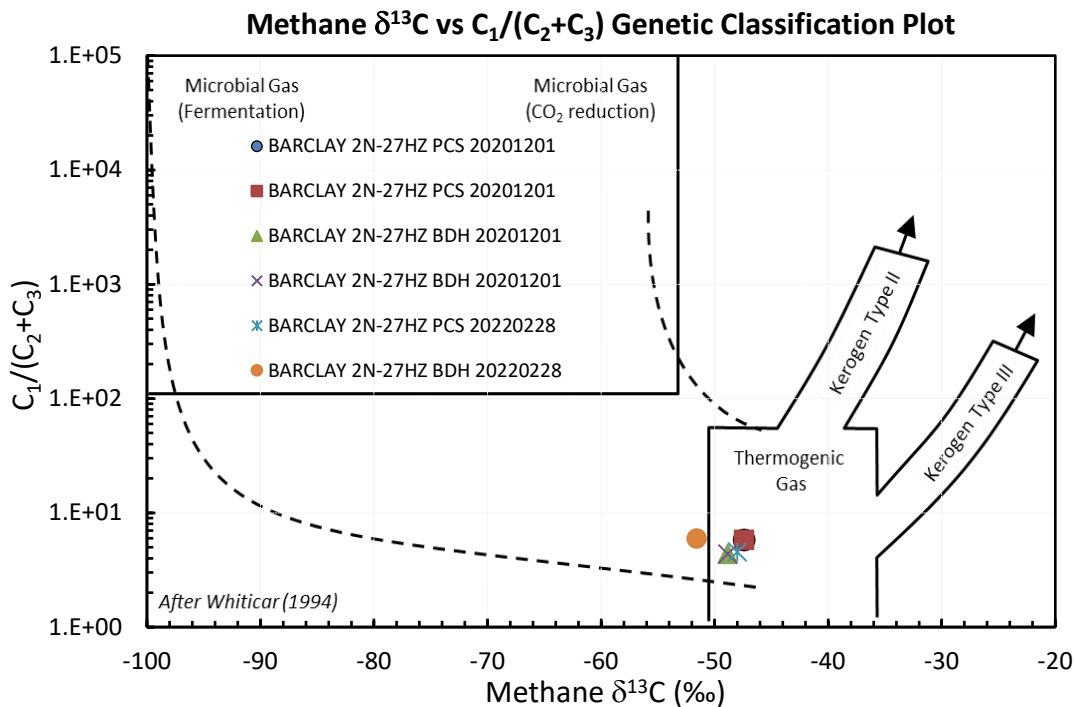 Methane δ¹³C vs C₁/(C₂+C₃) Genetic Classification Plot
1.E+05
1.E+04
1.E+03
1.E+02
1.E+01
1.E+00
C₁/(C₂+C₃)
Microbial Gas
(Fermentation)
Microbial Gas
(CO₂ reduction)
BARCLAY 2N-27HZ PCS 20201201
BARCLAY 2N-27HZ PCS 20201201
BARCLAY 2N-27HZ BDH 20201201
BARCLAY 2N-27HZ BDH 20201201
BARCLAY 2N-27HZ PCS 20220228
BARCLAY 2N-27HZ BDH 20220228
Kerogen Type II
Kerogen Type III
Thermogenic
Gas
After Whiticar (1994)
-100
-90
-80
-70
-60
-50
-40
-30
-20
Methane δ¹³C (‰)